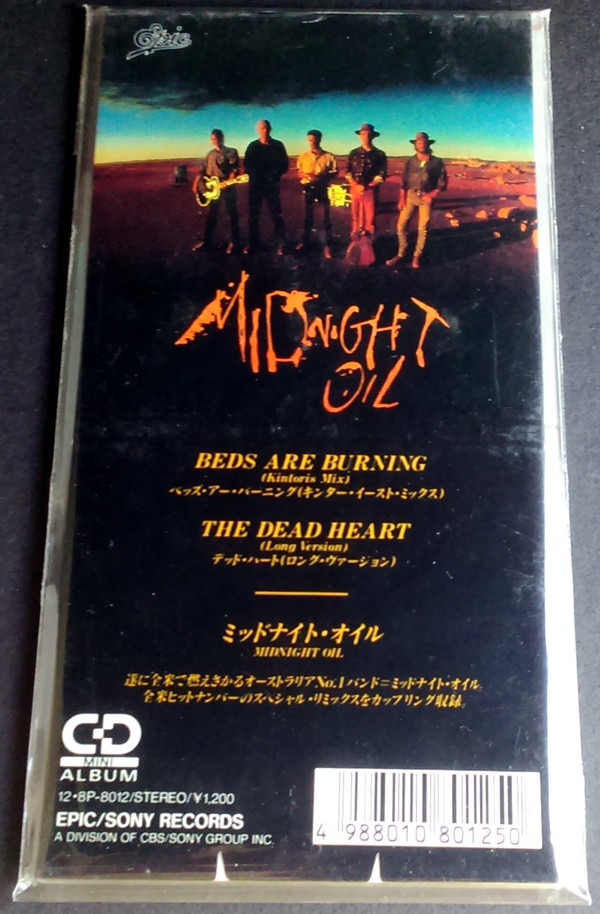 Epic
MIDNIGHT
OIL
BEDS ARE BURNING
(Kintoris Mix)
ベッズ・アー・バーニング(キンター・イースト・ミックス)
THE DEAD HEART
(Long Version)
デッド・ハート(ロング・ヴァージョン)
ミッドナイト・オイル
MIDNIGHT OIL
遂に全米で燃えさかるオーストラリアNo.1バンド=ミッドナイト・オイル。
全米ヒットナンバーのスペシャル・リミックスをカップリング収録。
CD
MINI
ALBUM
12・8P-8012/STEREO/¥1,200
EPIC/SONY RECORDS
A DIVISION OF CBS/SONY GROUP INC.
4 988010 801250